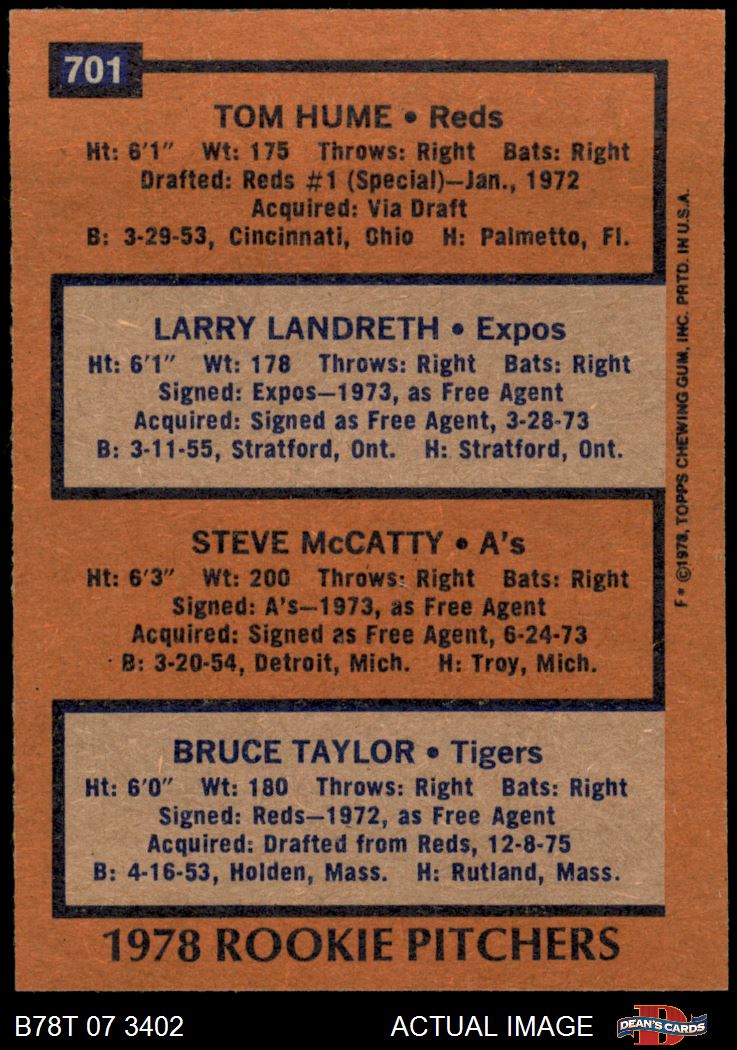 701
TOM HUME • Reds
Ht: 6'1" Wt: 175 Throws: Right Bats: Right
Drafted: Reds #1 (Special)—Jan., 1972
Acquired: Via Draft
B: 3-29-53, Cincinnati, Ohio H: Palmetto, Fl.
LARRY LANDRETH • Expos
Ht: 6'1" Wt: 178 Throws: Right Bats: Right
Signed: Expos—1973, as Free Agent
Acquired: Signed as Free Agent, 3-28-73
B: 3-11-55, Stratford, Ont. H: Stratford, Ont.
STEVE McCATTY • A's
Ht: 6'3" Wt: 200 Throws: Right Bats: Right
Signed: A's—1973, as Free Agent
Acquired: Signed as Free Agent, 6-24-73
B: 3-20-54, Detroit, Mich. H: Troy, Mich.
BRUCE TAYLOR • Tigers
Ht: 6'0" Wt: 180 Throws: Right Bats: Right
Signed: Reds—1972, as Free Agent
Acquired: Drafted from Reds, 12-8-75
B: 4-16-53, Holden, Mass. H: Rutland, Mass.
1978 ROOKIE PITCHERS
F* ©1978, TOPPS CHEWING GUM, INC. PRTD. IN U.S.A.
B78T 07 3402 ACTUAL IMAGE DEAN'S CARDS